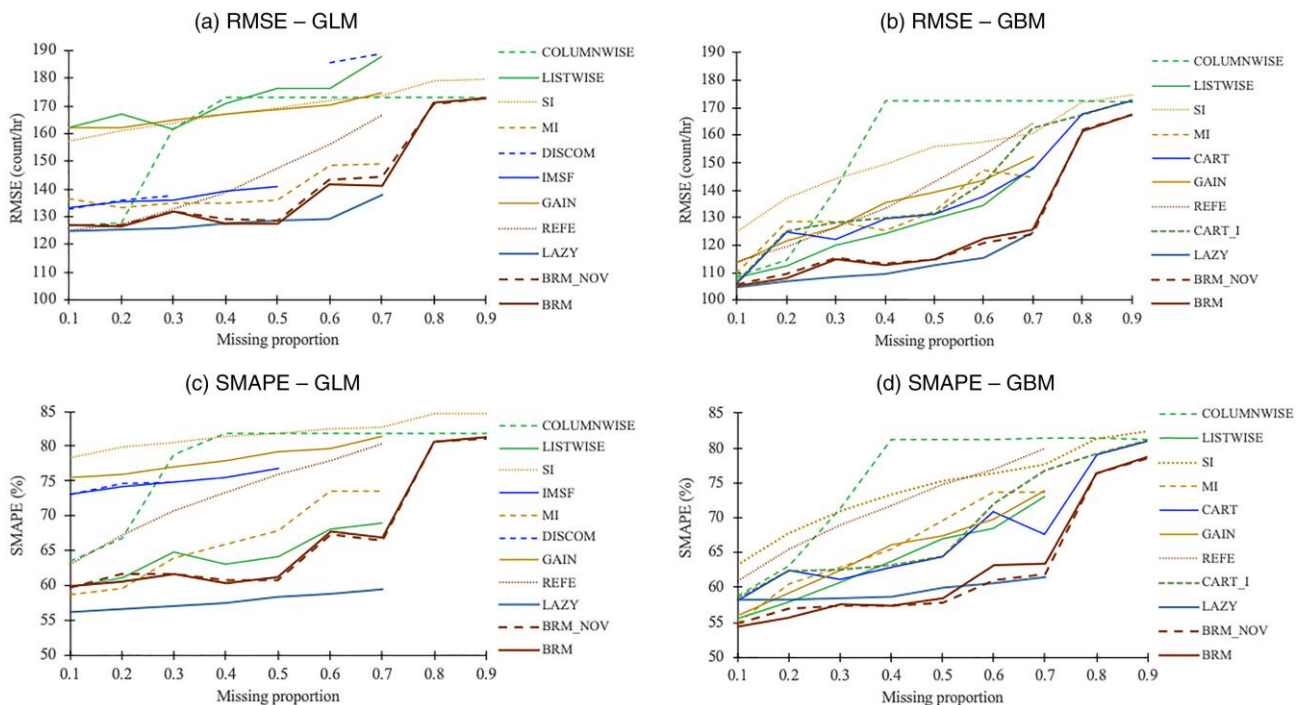 (a) RMSE – GLM
RMSE (count/hr)
190
180
170
160
150
140
130
120
110
100
0.1 0.2 0.3 0.4 0.5 0.6 0.7 0.8 0.9
Missing proportion
COLUMNWISE
LISTWISE
SI
MI
DISCOM
IMSF
GAIN
REFE
LAZY
BRM_NOV
BRM
(b) RMSE – GBM
RMSE (count/hr)
190
180
170
160
150
140
130
120
110
100
0.1 0.2 0.3 0.4 0.5 0.6 0.7 0.8 0.9
Missing proportion
COLUMNWISE
LISTWISE
SI
MI
CART
GAIN
REFE
CART_I
LAZY
BRM_NOV
BRM
(c) SMAPE – GLM
SMAPE (%)
85
80
75
70
65
60
55
50
0.1 0.2 0.3 0.4 0.5 0.6 0.7 0.8 0.9
Missing proportion
COLUMNWISE
LISTWISE
SI
IMSF
MI
DISCOM
GAIN
REFE
LAZY
BRM_NOV
BRM
(d) SMAPE – GBM
SMAPE (%)
85
80
75
70
65
60
55
50
0.1 0.2 0.3 0.4 0.5 0.6 0.7 0.8 0.9
Missing proportion
COLUMNWISE
LISTWISE
SI
MI
CART
GAIN
REFE
CART_I
LAZY
BRM_NOV
BRM